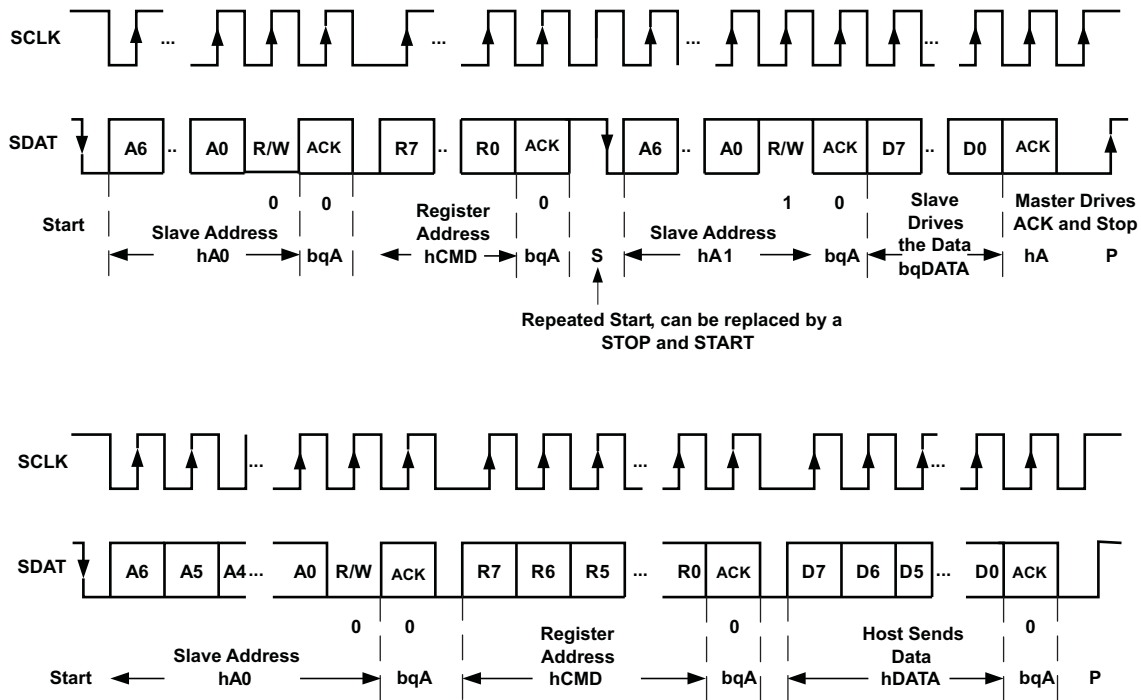 SCLK ... ... ... ...
SDAT A6 .. A0 R/W ACK R7 .. R0 ACK A6 .. A0 R/W ACK D7 .. D0 ACK
0 0 0 1 0
Start
Slave Address
hA0
bqA
Register
Address
hCMD
bqA
S
Slave Address
hA1
bqA
Slave
Drives
the Data
bqDATA
Master Drives
ACK and Stop
hA
P
Repeated Start, can be replaced by a
STOP and START
SCLK ... ... ...
SDAT A6 A5 A4 ... A0 R/W ACK R7 R6 R5 ... R0 ACK D7 D6 D5 ... D0 ACK
0 0 0 0
Start
Slave Address
hA0
bqA
Register
Address
hCMD
bqA
Host Sends
Data
hDATA
bqA
P